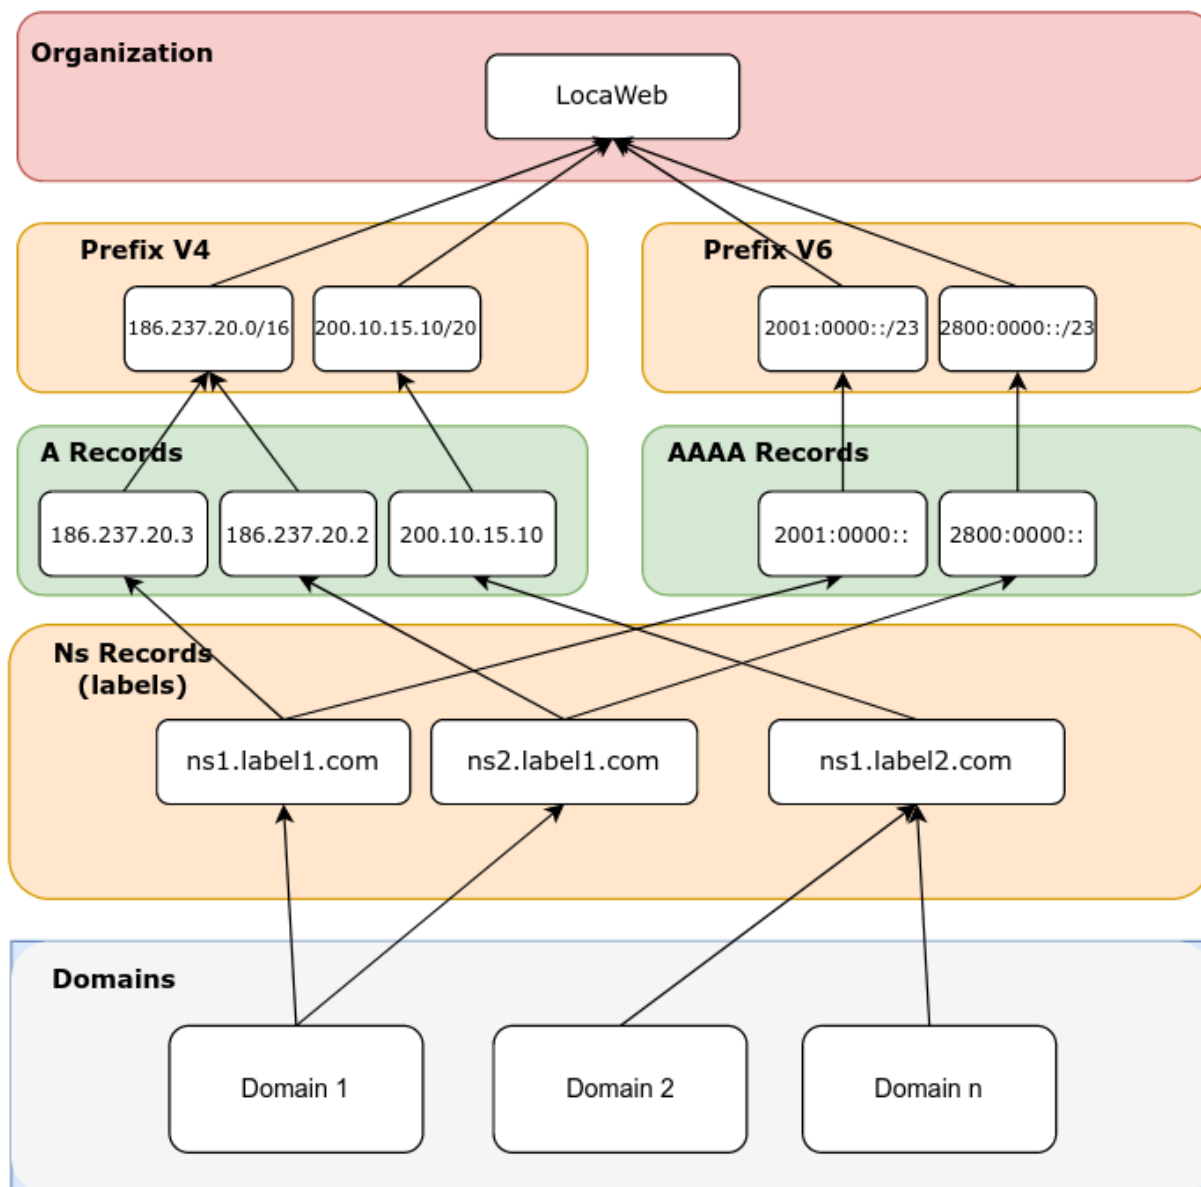 Organization
LocaWeb
Prefix V4
Prefix V6
186.237.20.0/16
200.10.15.10/20
2001:0000::/23
2800:0000::/23
A Records
AAAA Records
186.237.20.3
186.237.20.2
200.10.15.10
2001:0000::
2800:0000::
Ns Records
(labels)
ns1.label1.com
ns2.label1.com
ns1.label2.com
Domains
Domain 1
Domain 2
Domain n